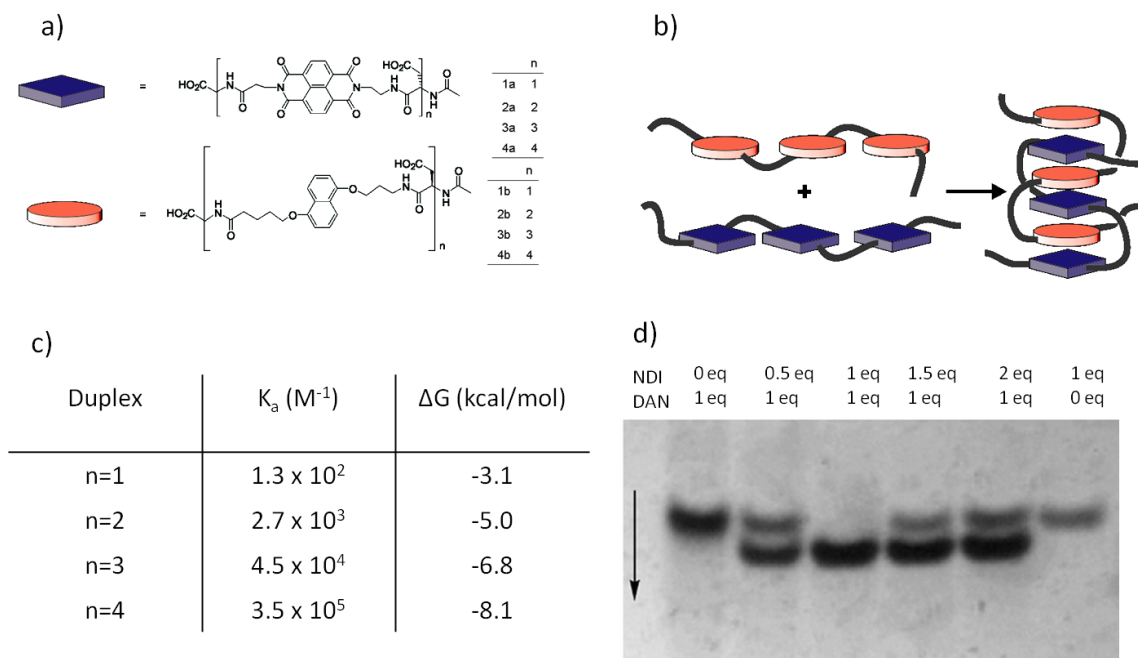 a)
=
HO₂C
H
N
O
O
O
N
O
O
N
H
N
O
HO₂C
N
H
O
n
n
1a 1
2a 2
3a 3
4a 4
=
HO₂C
H
N
O
O
O
H
N
O
HO₂C
N
H
O
n
n
1b 1
2b 2
3b 3
4b 4
b)
+
c)
Duplex Kₐ (M⁻¹) ΔG (kcal/mol)
n=1 1.3 x 10² -3.1
n=2 2.7 x 10³ -5.0
n=3 4.5 x 10⁴ -6.8
n=4 3.5 x 10⁵ -8.1
d)
NDI 0 eq 0.5 eq 1 eq 1.5 eq 2 eq 1 eq
DAN 1 eq 1 eq 1 eq 1 eq 1 eq 0 eq